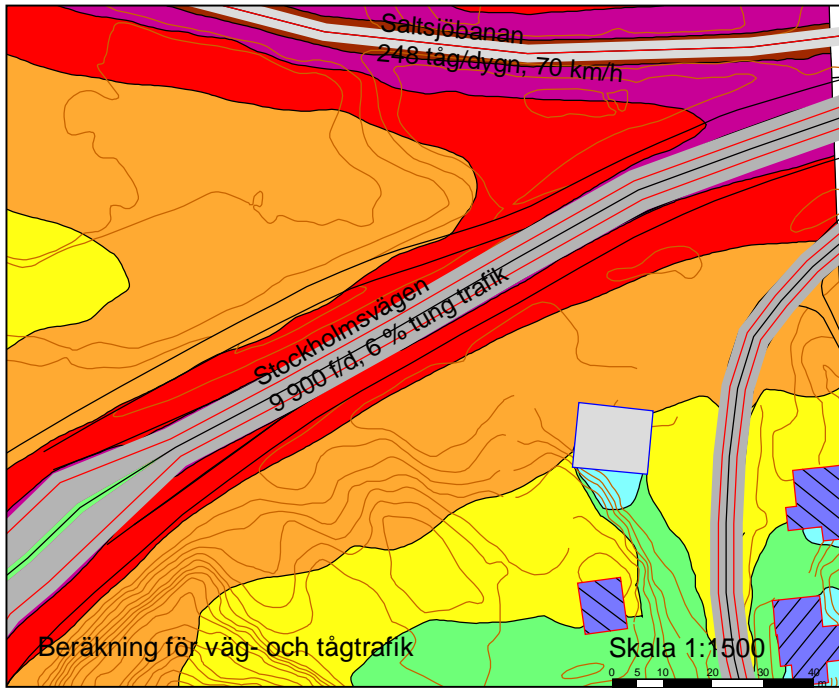 Saltsjöbanan
248 tåg/dygn, 70 km/h
Stockholmsvägen
9 900 f/d, 6 % tung trafik
Beräkning för väg- och tågtrafik
Skala 1:1500
0 5 10 20 30 40
m